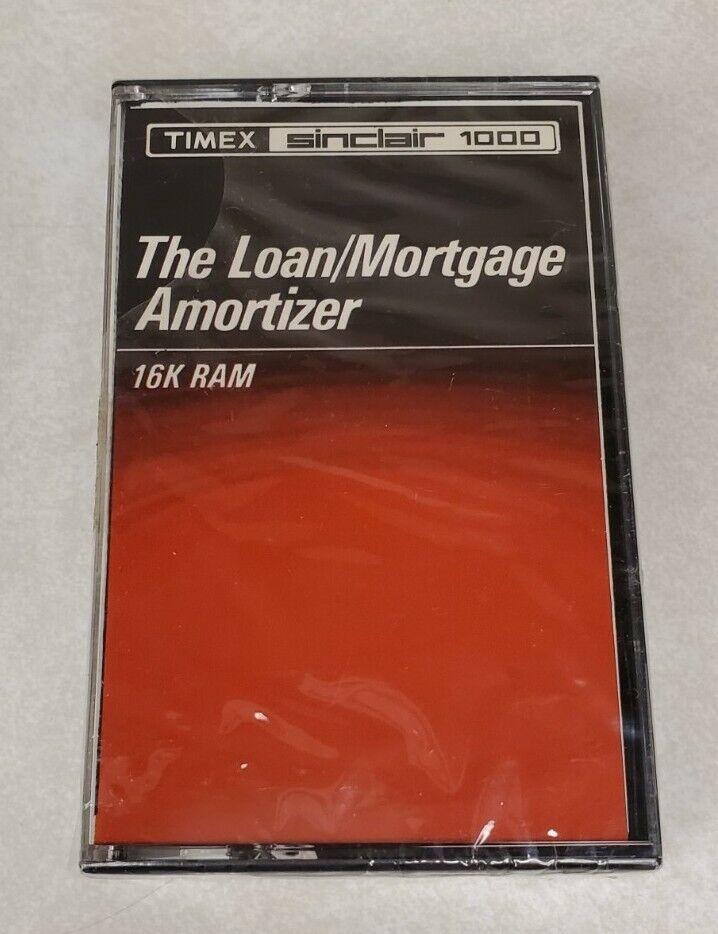 TIMEX sinclair 1000
The Loan/Mortgage
Amortizer
16K RAM